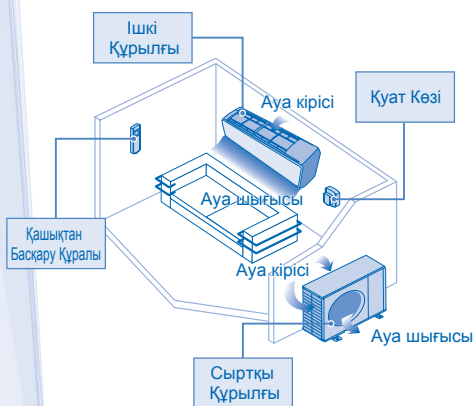 Ішкі
Құрылғы
Ауа кірісі
Қуат Көзі
Ауа шығысы
Қашықтан
Басқару Құралы
Ауа кірісі
Ауа шығысы
Сыртқы
Құрылғы